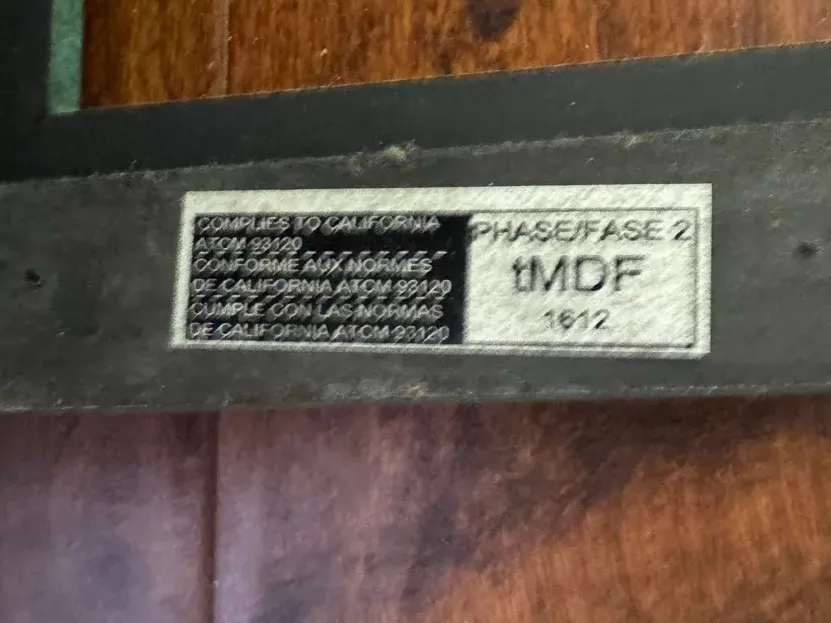 COMPLIES TO CALIFORNIA
ATCM 93120
CONFORME AUX NORMES
DE CALIFORNIA ATCM 93120
CUMPLE CON LAS NORMAS
DE CALIFORNIA ATCM 93120
PHASE/FASE 2
tMDF
1612